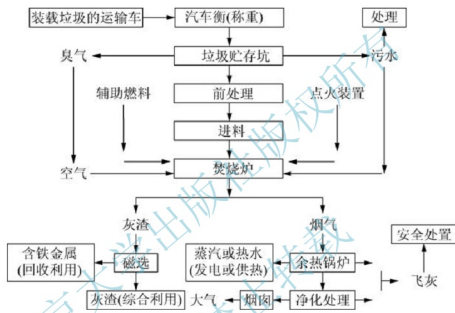 装载垃圾的运输车
汽车衡(称重)
处理
臭气
垃圾贮存坑
污水
辅助燃料
前处理
点火装置
进料
空气
焚烧炉
灰渣
烟气
安全处置
含铁金属
(回收利用)
磁选
蒸汽或热水
(发电或供热)
余热锅炉
飞灰
灰渣(综合利用)
大气
烟囱
净化处理